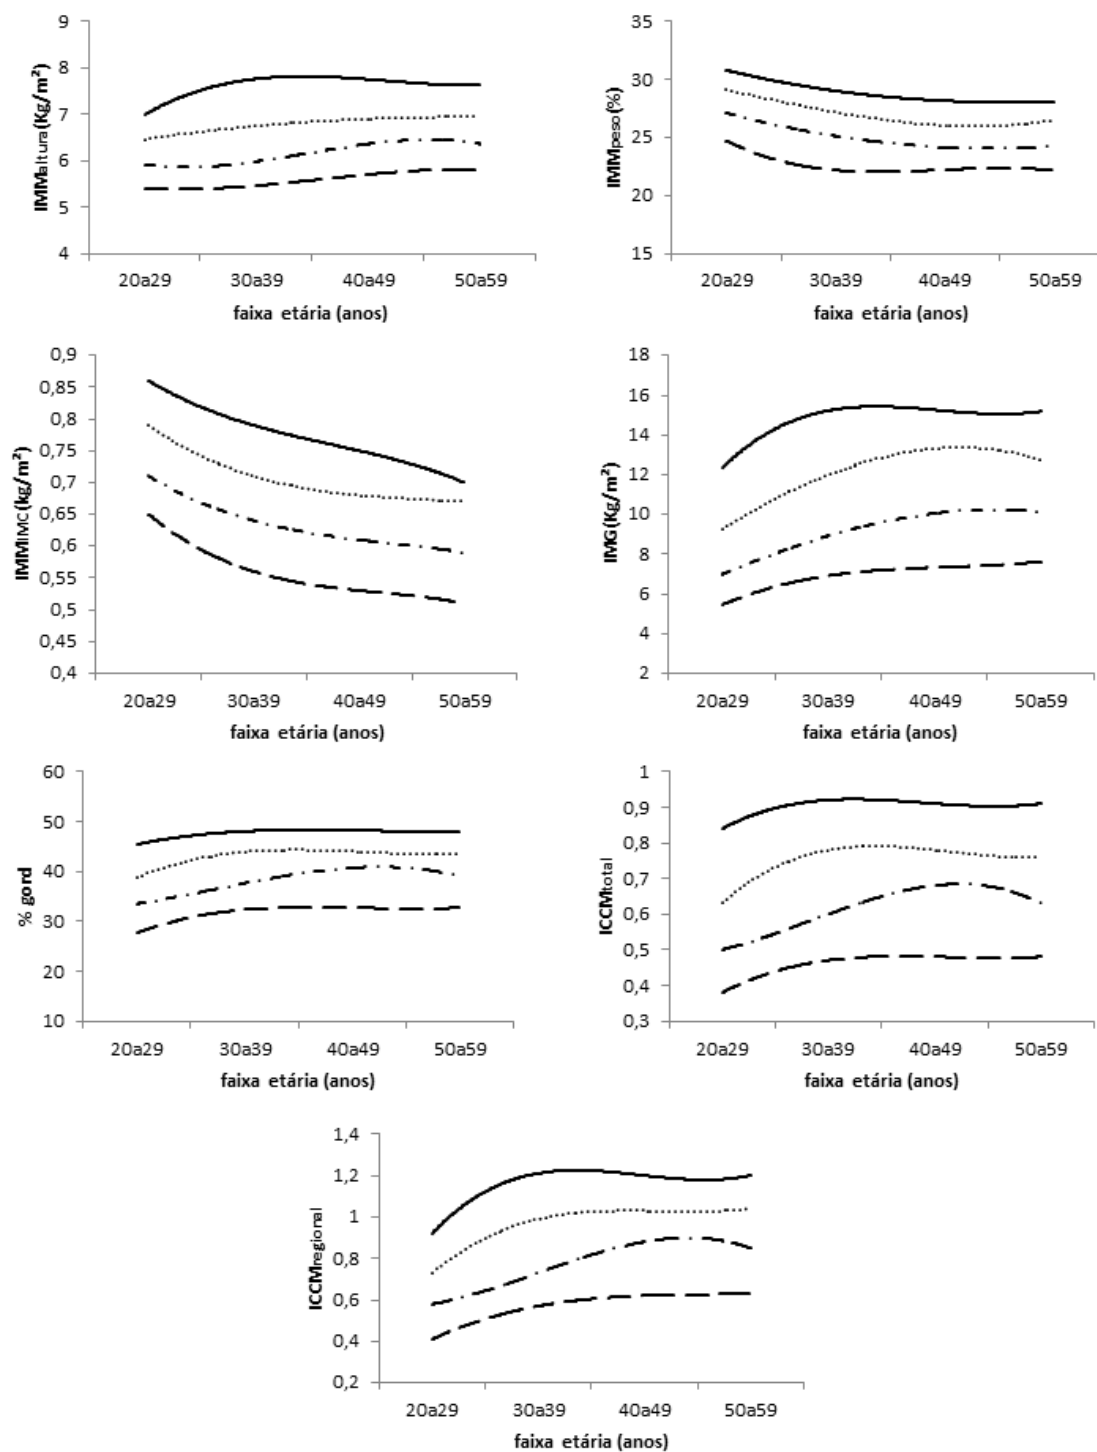 IMMaltura(Kg/m²)
9
8
7
6
5
4
20a29 30a39 40a49 50a59
faixa etária (anos)
IMMpeso(%)
35
30
25
20
15
20a29 30a39 40a49 50a59
faixa etária (anos)
IMMIMC(kg/m²)
0,9
0,85
0,8
0,75
0,7
0,65
0,6
0,55
0,5
0,45
0,4
20a29 30a39 40a49 50a59
faixa etária (anos)
IMG(Kg/m²)
18
16
14
12
10
8
6
4
2
20a29 30a39 40a49 50a59
faixa etária (anos)
% gord
60
50
40
30
20
10
20a29 30a39 40a49 50a59
faixa etária (anos)
ICCMtotal
1
0,9
0,8
0,7
0,6
0,5
0,4
0,3
20a29 30a39 40a49 50a59
faixa etária (anos)
ICCMregional
1,4
1,2
1
0,8
0,6
0,4
0,2
20a29 30a39 40a49 50a59
faixa etária (anos)